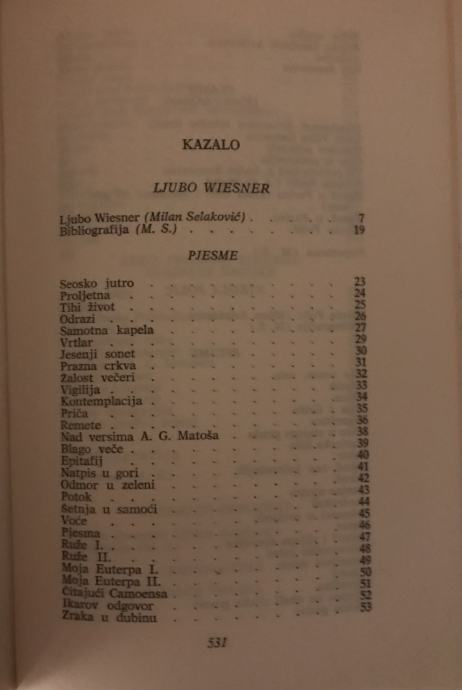 KAZALO
LJUBO WIESNER
Ljubo Wiesner (Milan Selaković) . . . . . 7
Bibliografija (M. S.) . . . . . . . . 19
PJESME
Seosko jutro . . . . . . . . . 23
Proljetna . . . . . . . . . . 24
Tihi život . . . . . . . . . . 25
Odrazi . . . . . . . . . . . 26
Samotna kapela . . . . . . . . 27
Vrtlar . . . . . . . . . . . 29
Jesenji sonet . . . . . . . . . 30
Prazna crkva . . . . . . . . . 31
Žalost večeri . . . . . . . . . 32
Vigilija . . . . . . . . . . . 33
Kontemplacija . . . . . . . . . 34
Priča . . . . . . . . . . . 35
Remete . . . . . . . . . . . 36
Nad versima A. G. Matoša . . . . . 38
Blago veče . . . . . . . . . . 39
Epitafij . . . . . . . . . . . 40
Natpis u gori . . . . . . . . . 41
Odmor u zeleni . . . . . . . . 42
Potok . . . . . . . . . . . 43
Šetnja u samoći . . . . . . . . 44
Voće . . . . . . . . . . . 45
Pjesma . . . . . . . . . . . 46
Ruže I. . . . . . . . . . . . 47
Ruže II. . . . . . . . . . . 48
Moja Euterpa I. . . . . . . . . 49
Moja Euterpa II. . . . . . . . . 50
Čitajući Camoensa . . . . . . . . 51
Ikarov odgovor . . . . . . . . 52
Zraka u dubinu . . . . . . . . 53
531